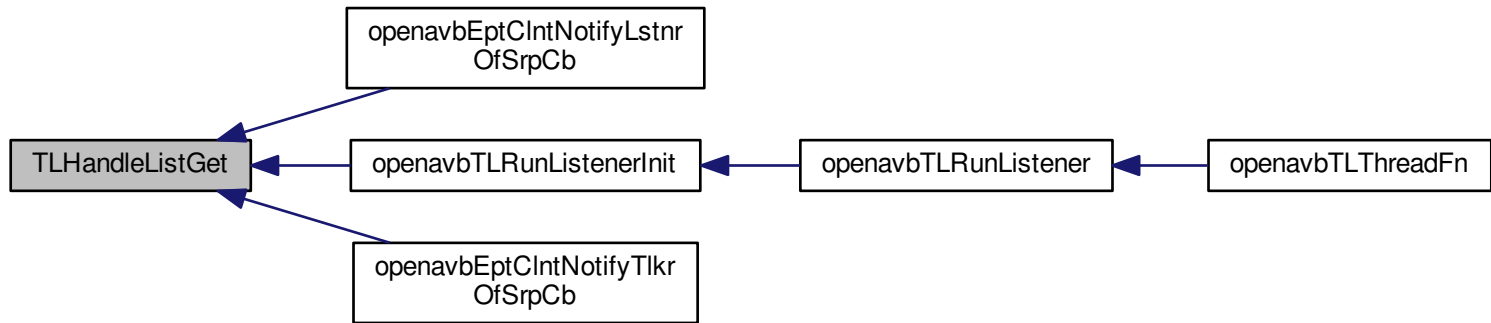 openavbEptClntNotifyLstnr
OfSrpCb
TLHandleListGet
openavbTLRunListenerInit
openavbTLRunListener
openavbTLThreadFn
openavbEptClntNotifyTlkr
OfSrpCb